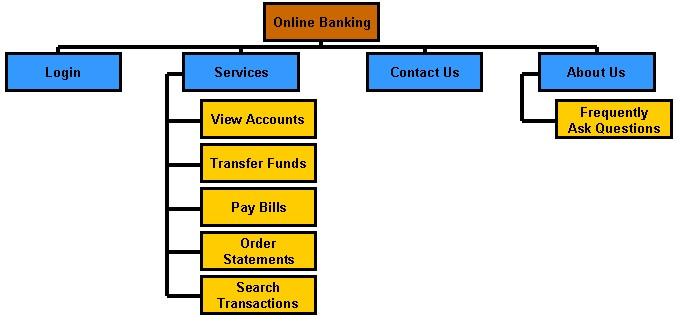 Online Banking
Login
Services
Contact Us
About Us
View Accounts
Transfer Funds
Pay Bills
Order
Statements
Search
Transactions
Frequently
Ask Questions